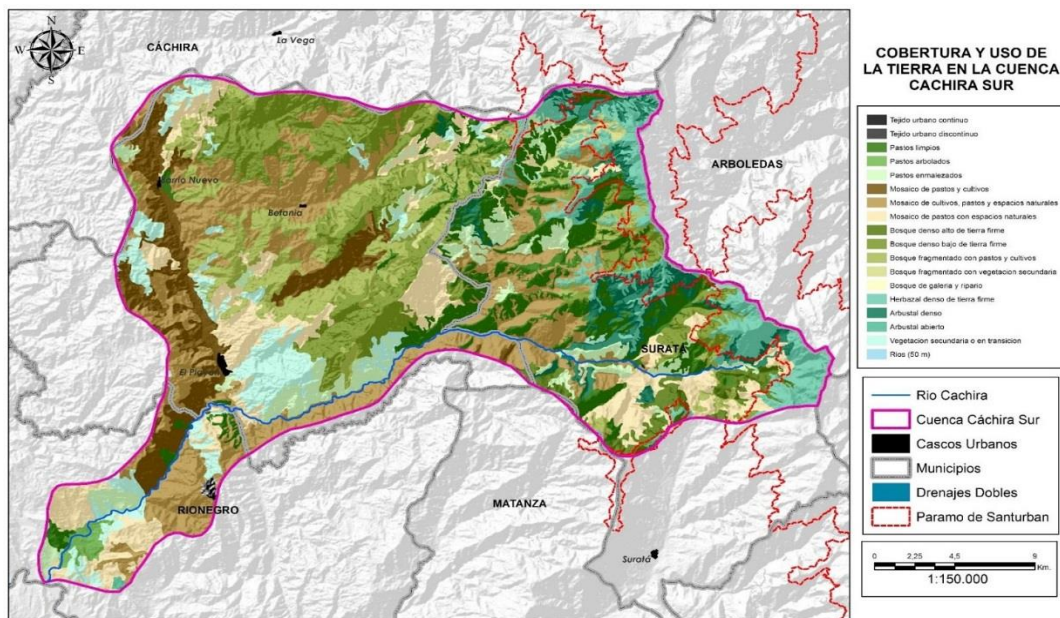 N
W
E
S
CÁCHIRA
La Vega
ARBOLEDAS
Barrio Nuevo
Betania
SURATÁ
El Playón
RIONEGRO
MATANZA
Suratá
COBERTURA Y USO DE
LA TIERRA EN LA CUENCA
CACHIRA SUR
Tejido urbano continuo
Tejido urbano discontinuo
Pastos limpios
Pastos arbolados
Pastos enmalezados
Mosaico de pastos y cultivos
Mosaico de cultivos, pastos y espacios naturales
Mosaico de pastos con espacios naturales
Bosque denso alto de tierra firme
Bosque denso bajo de tierra firme
Bosque fragmentado con pastos y cultivos
Bosque fragmentado con vegetacion secundaria
Bosque de galeria y ripario
Herbazal denso de tierra firme
Arbustal denso
Arbustal abierto
Vegetacion secundaria o en transicion
Rios (50 m)
Rio Cachira
Cuenca Cáchira Sur
Cascos Urbanos
Municipios
Drenajes Dobles
Paramo de Santurban
0 2,25 4,5 9
Km.
1:150.000